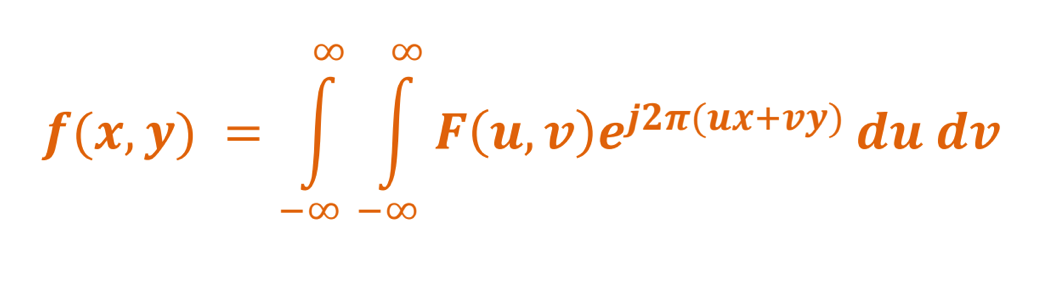 f(x, y) = ∫_{-∞}^{∞} ∫_{-∞}^{∞} F(u, v)e^{j2π(ux+vy)} du dv